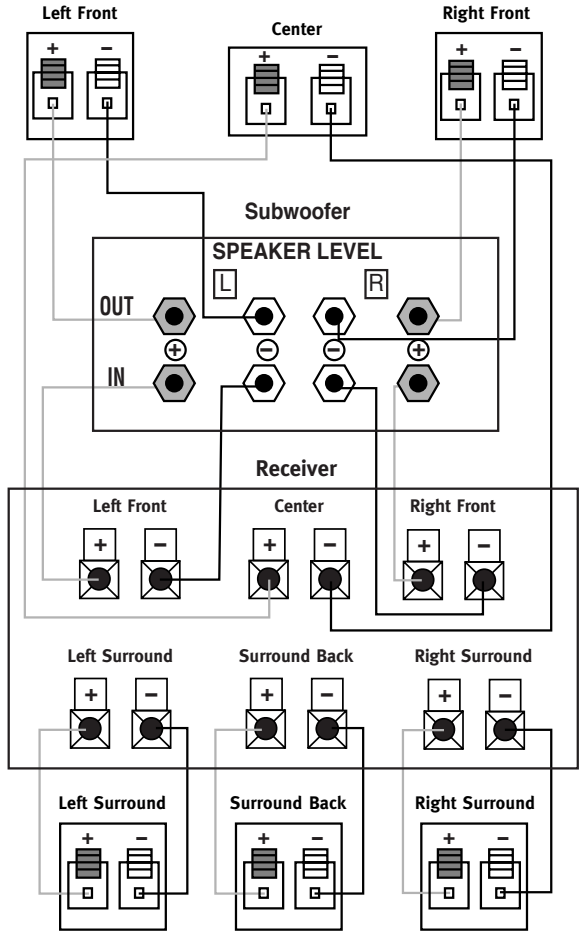 Left Front
Center
Right Front
+ −
+ −
+ −
Subwoofer
SPEAKER LEVEL
L R
OUT
+ − − +
IN
Receiver
Left Front Center Right Front
+ − + − + −
Left Surround Surround Back Right Surround
+ − + − + −
Left Surround Surround Back Right Surround
+ − + − + −